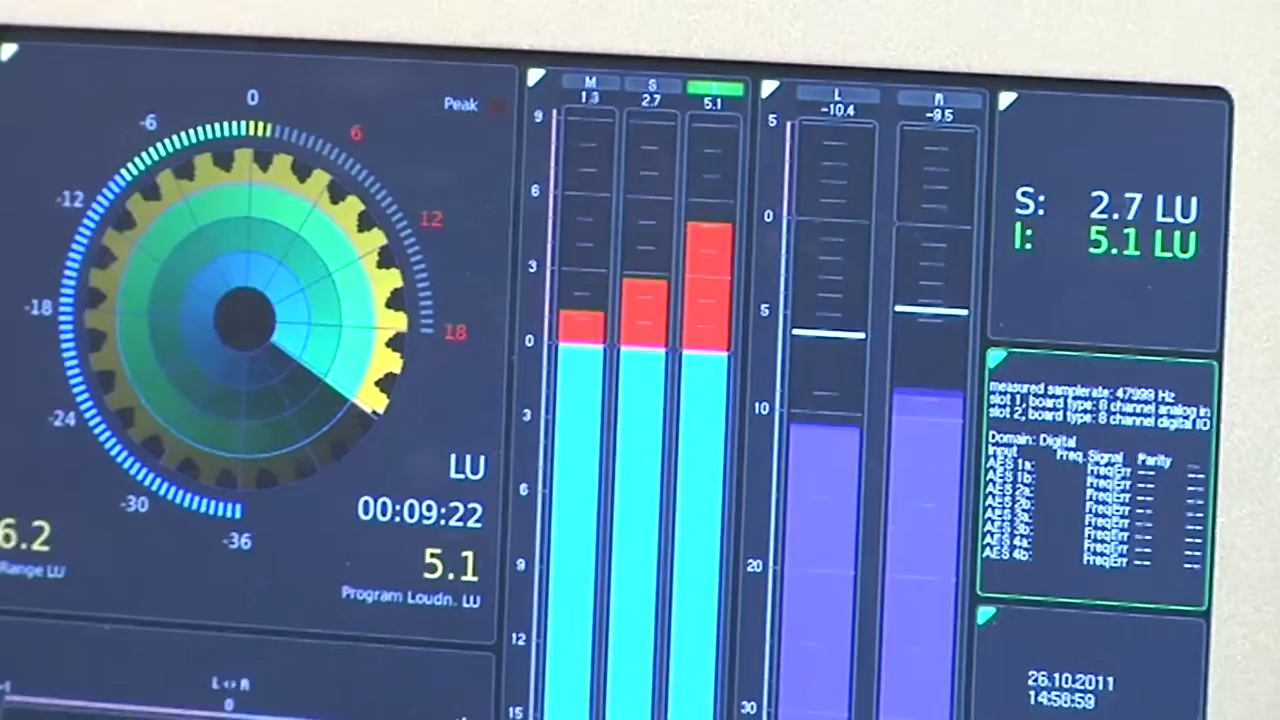 0
-6
6
Peak
-12
12
-18
18
-24
-30
-36
LU
00:09:22
6.2
5.1
Range LU
Program Loudn. LU
L<>R
0
M S I
1.3 2.7 5.1
9
6
3
0
3
6
9
12
15
L R
-10.4 -9.5
5
0
5
10
20
30
S: 2.7 LU
I: 5.1 LU
measured samplerate: 47999 Hz
slot 1, board type: 8 channel analog in
slot 2, board type: 8 channel digital IO
Domain: Digital
Input Freq. Signal Parity
AES 1a: FreqErr -- --
AES 1b: FreqErr -- --
AES 2a: FreqErr -- --
AES 2b: FreqErr -- --
AES 3a: FreqErr -- --
AES 3b: FreqErr -- --
AES 4a: FreqErr -- --
AES 4b: FreqErr -- --
26.10.2011
14:58:59